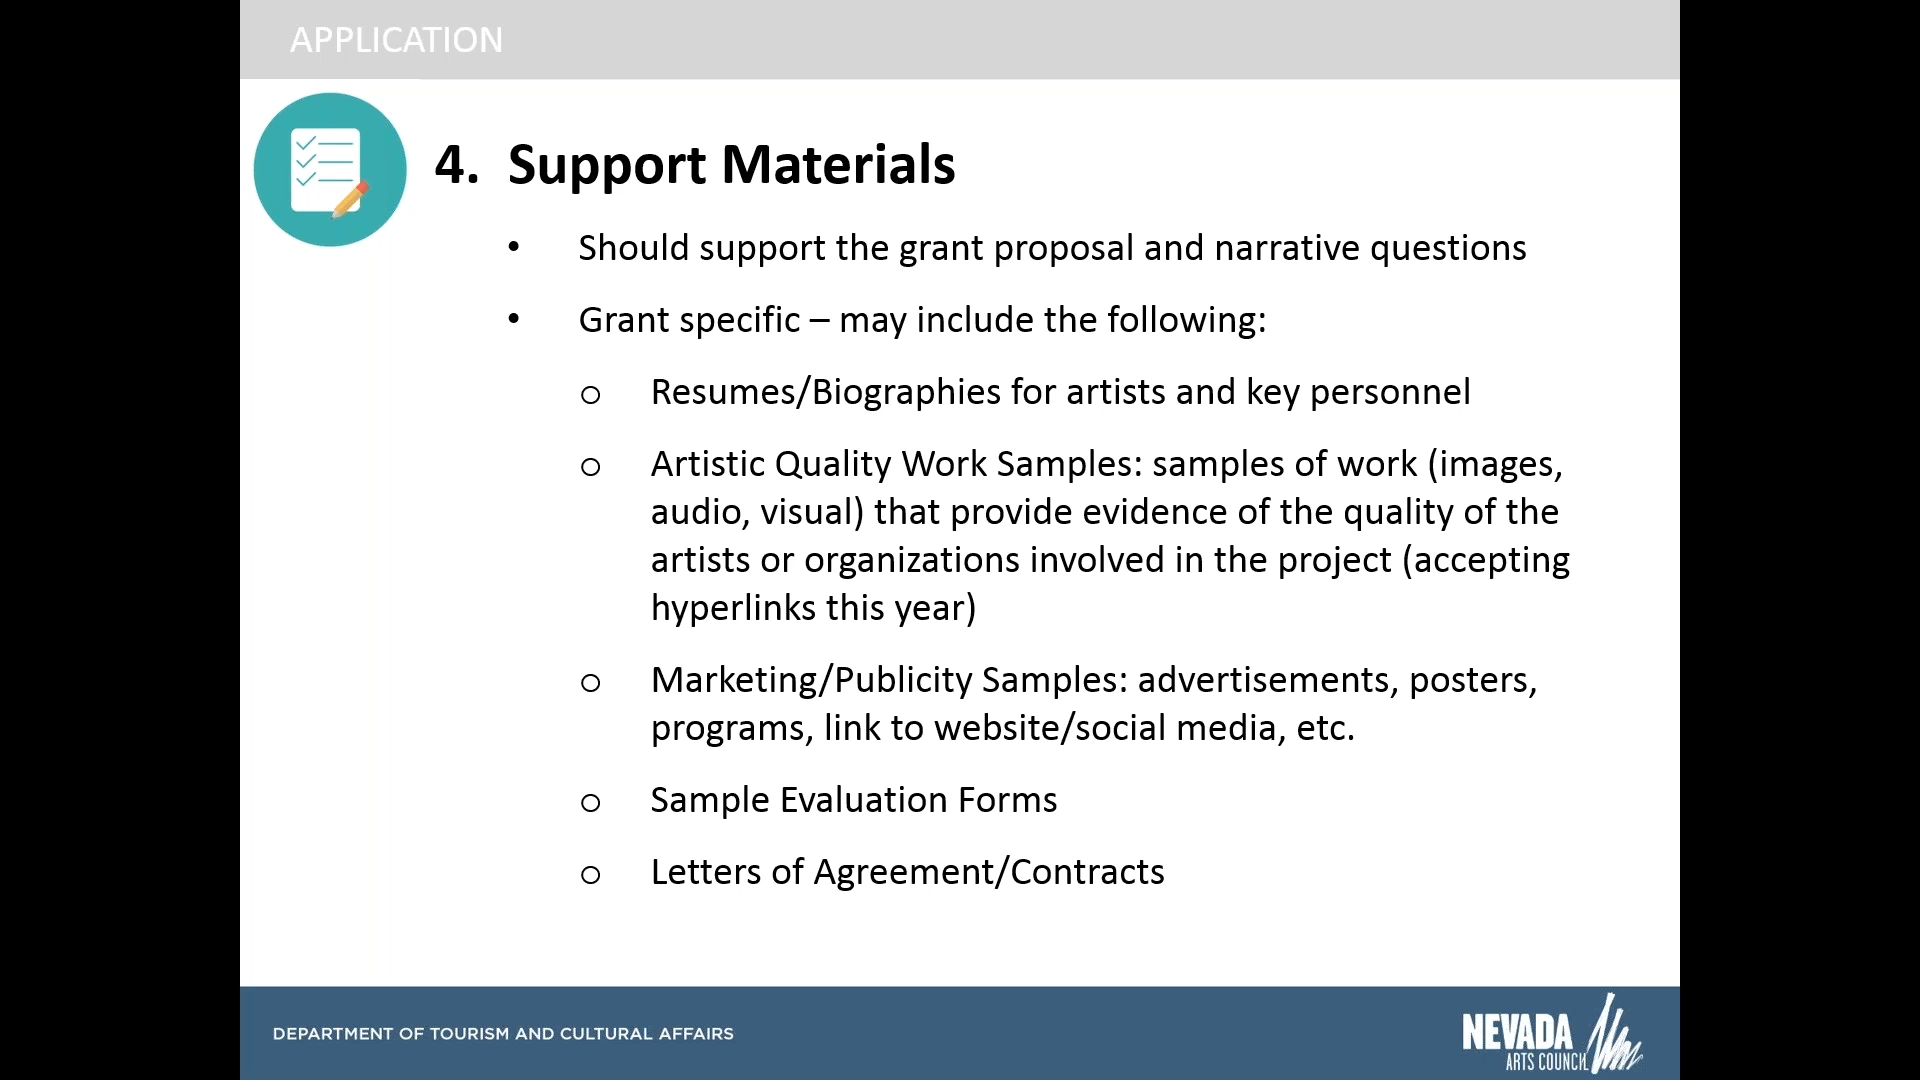 APPLICATION
4. Support Materials
• Should support the grant proposal and narrative questions
• Grant specific – may include the following:
o Resumes/Biographies for artists and key personnel
o Artistic Quality Work Samples: samples of work (images,
audio, visual) that provide evidence of the quality of the
artists or organizations involved in the project (accepting
hyperlinks this year)
o Marketing/Publicity Samples: advertisements, posters,
programs, link to website/social media, etc.
o Sample Evaluation Forms
o Letters of Agreement/Contracts
DEPARTMENT OF TOURISM AND CULTURAL AFFAIRS
NEVADA
ARTS COUNCIL